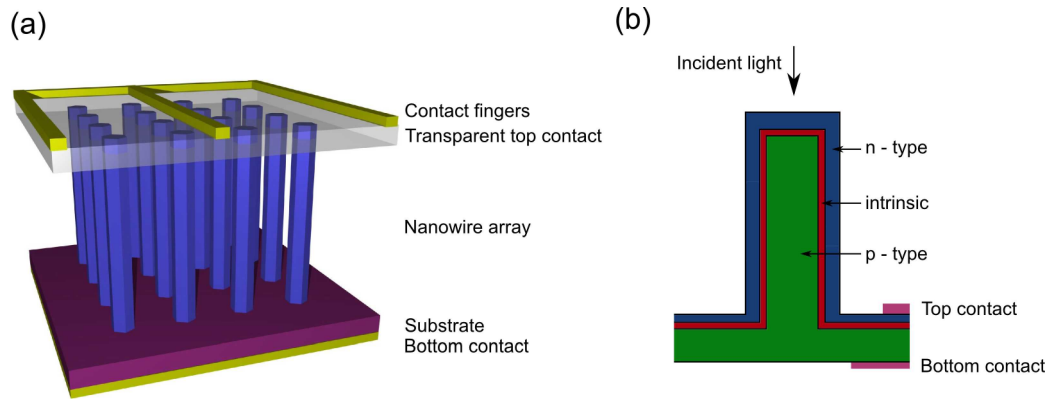 (a)
Contact fingers
Transparent top contact
Nanowire array
Substrate
Bottom contact
(b)
Incident light
n - type
intrinsic
p - type
Top contact
Bottom contact